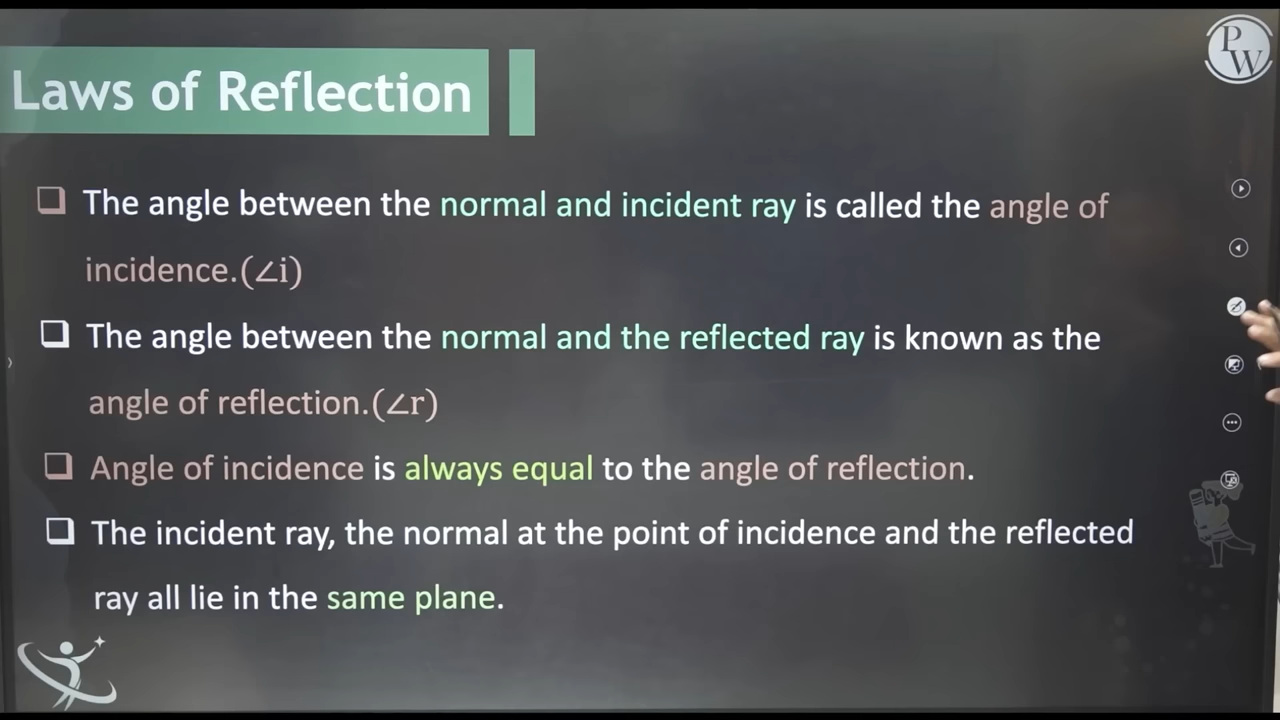 PW
Laws of Reflection
The angle between the normal and incident ray is called the angle of
incidence.(∠i)
The angle between the normal and the reflected ray is known as the
angle of reflection.(∠r)
Angle of incidence is always equal to the angle of reflection.
The incident ray, the normal at the point of incidence and the reflected
ray all lie in the same plane.